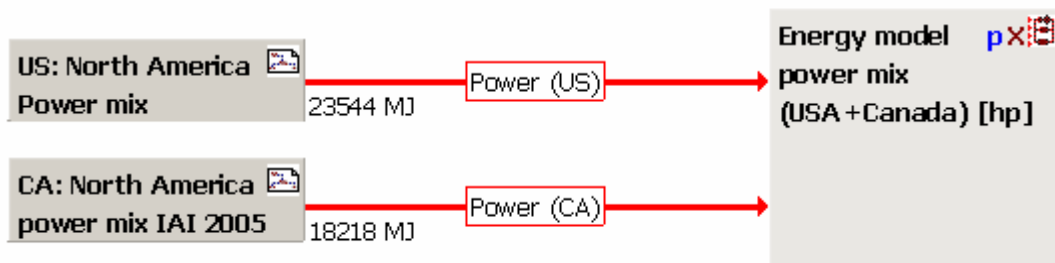 US: North America
Power mix
23544 MJ
Power (US)
CA: North America
power mix IAI 2005
18218 MJ
Power (CA)
Energy model pX
power mix
(USA+Canada) [hp]